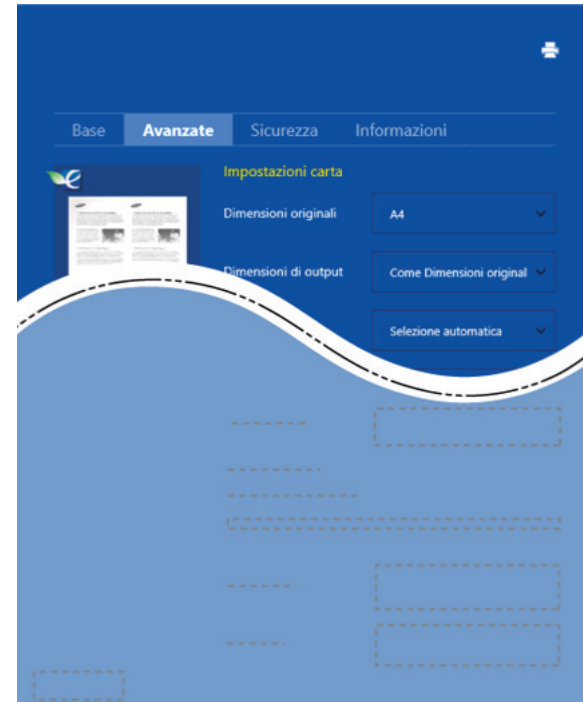 Base Avanzate Sicurezza Informazioni
Impostazioni carta
Dimensioni originali A4
Dimensioni di output Come Dimensioni original
Selezione automatica